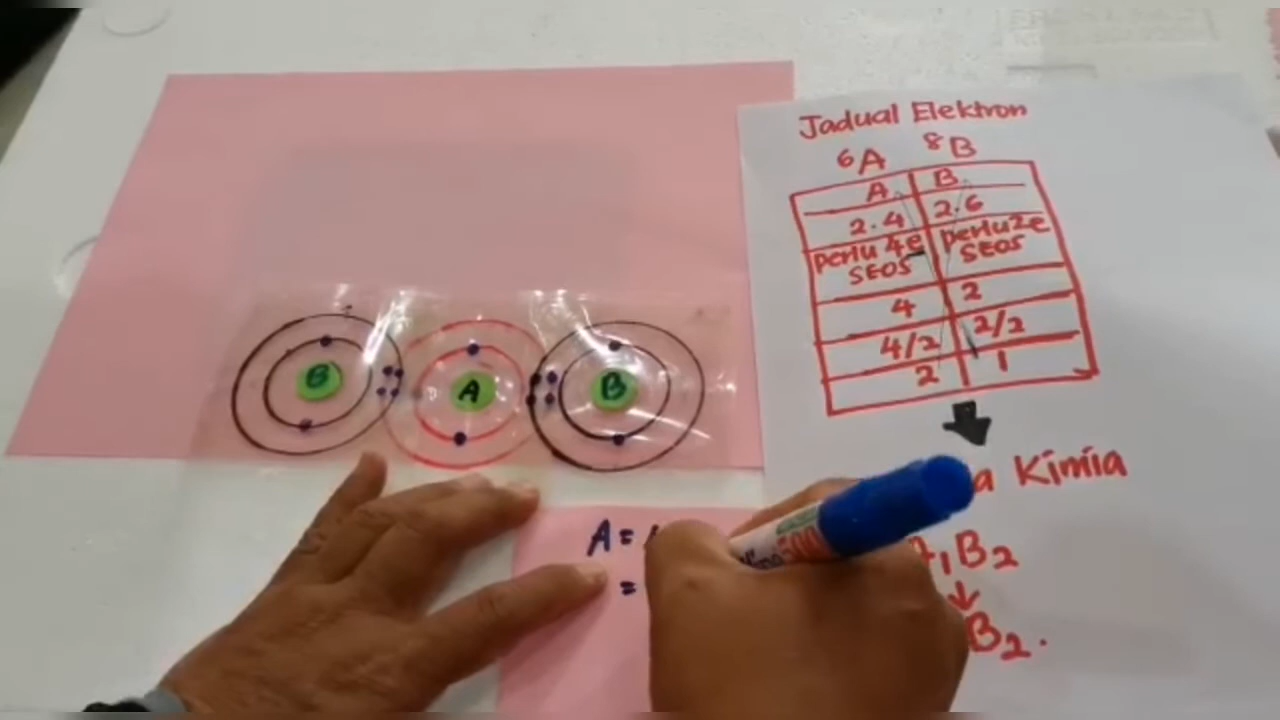 Jadual Elektron
6A 8B
A B
2.4 2.6
perlu 4e perlu 2e
SEOS SEOS
4 2
4/2 2/2
2 1
a Kimia
A1B2
B2.
B A B
A =
=